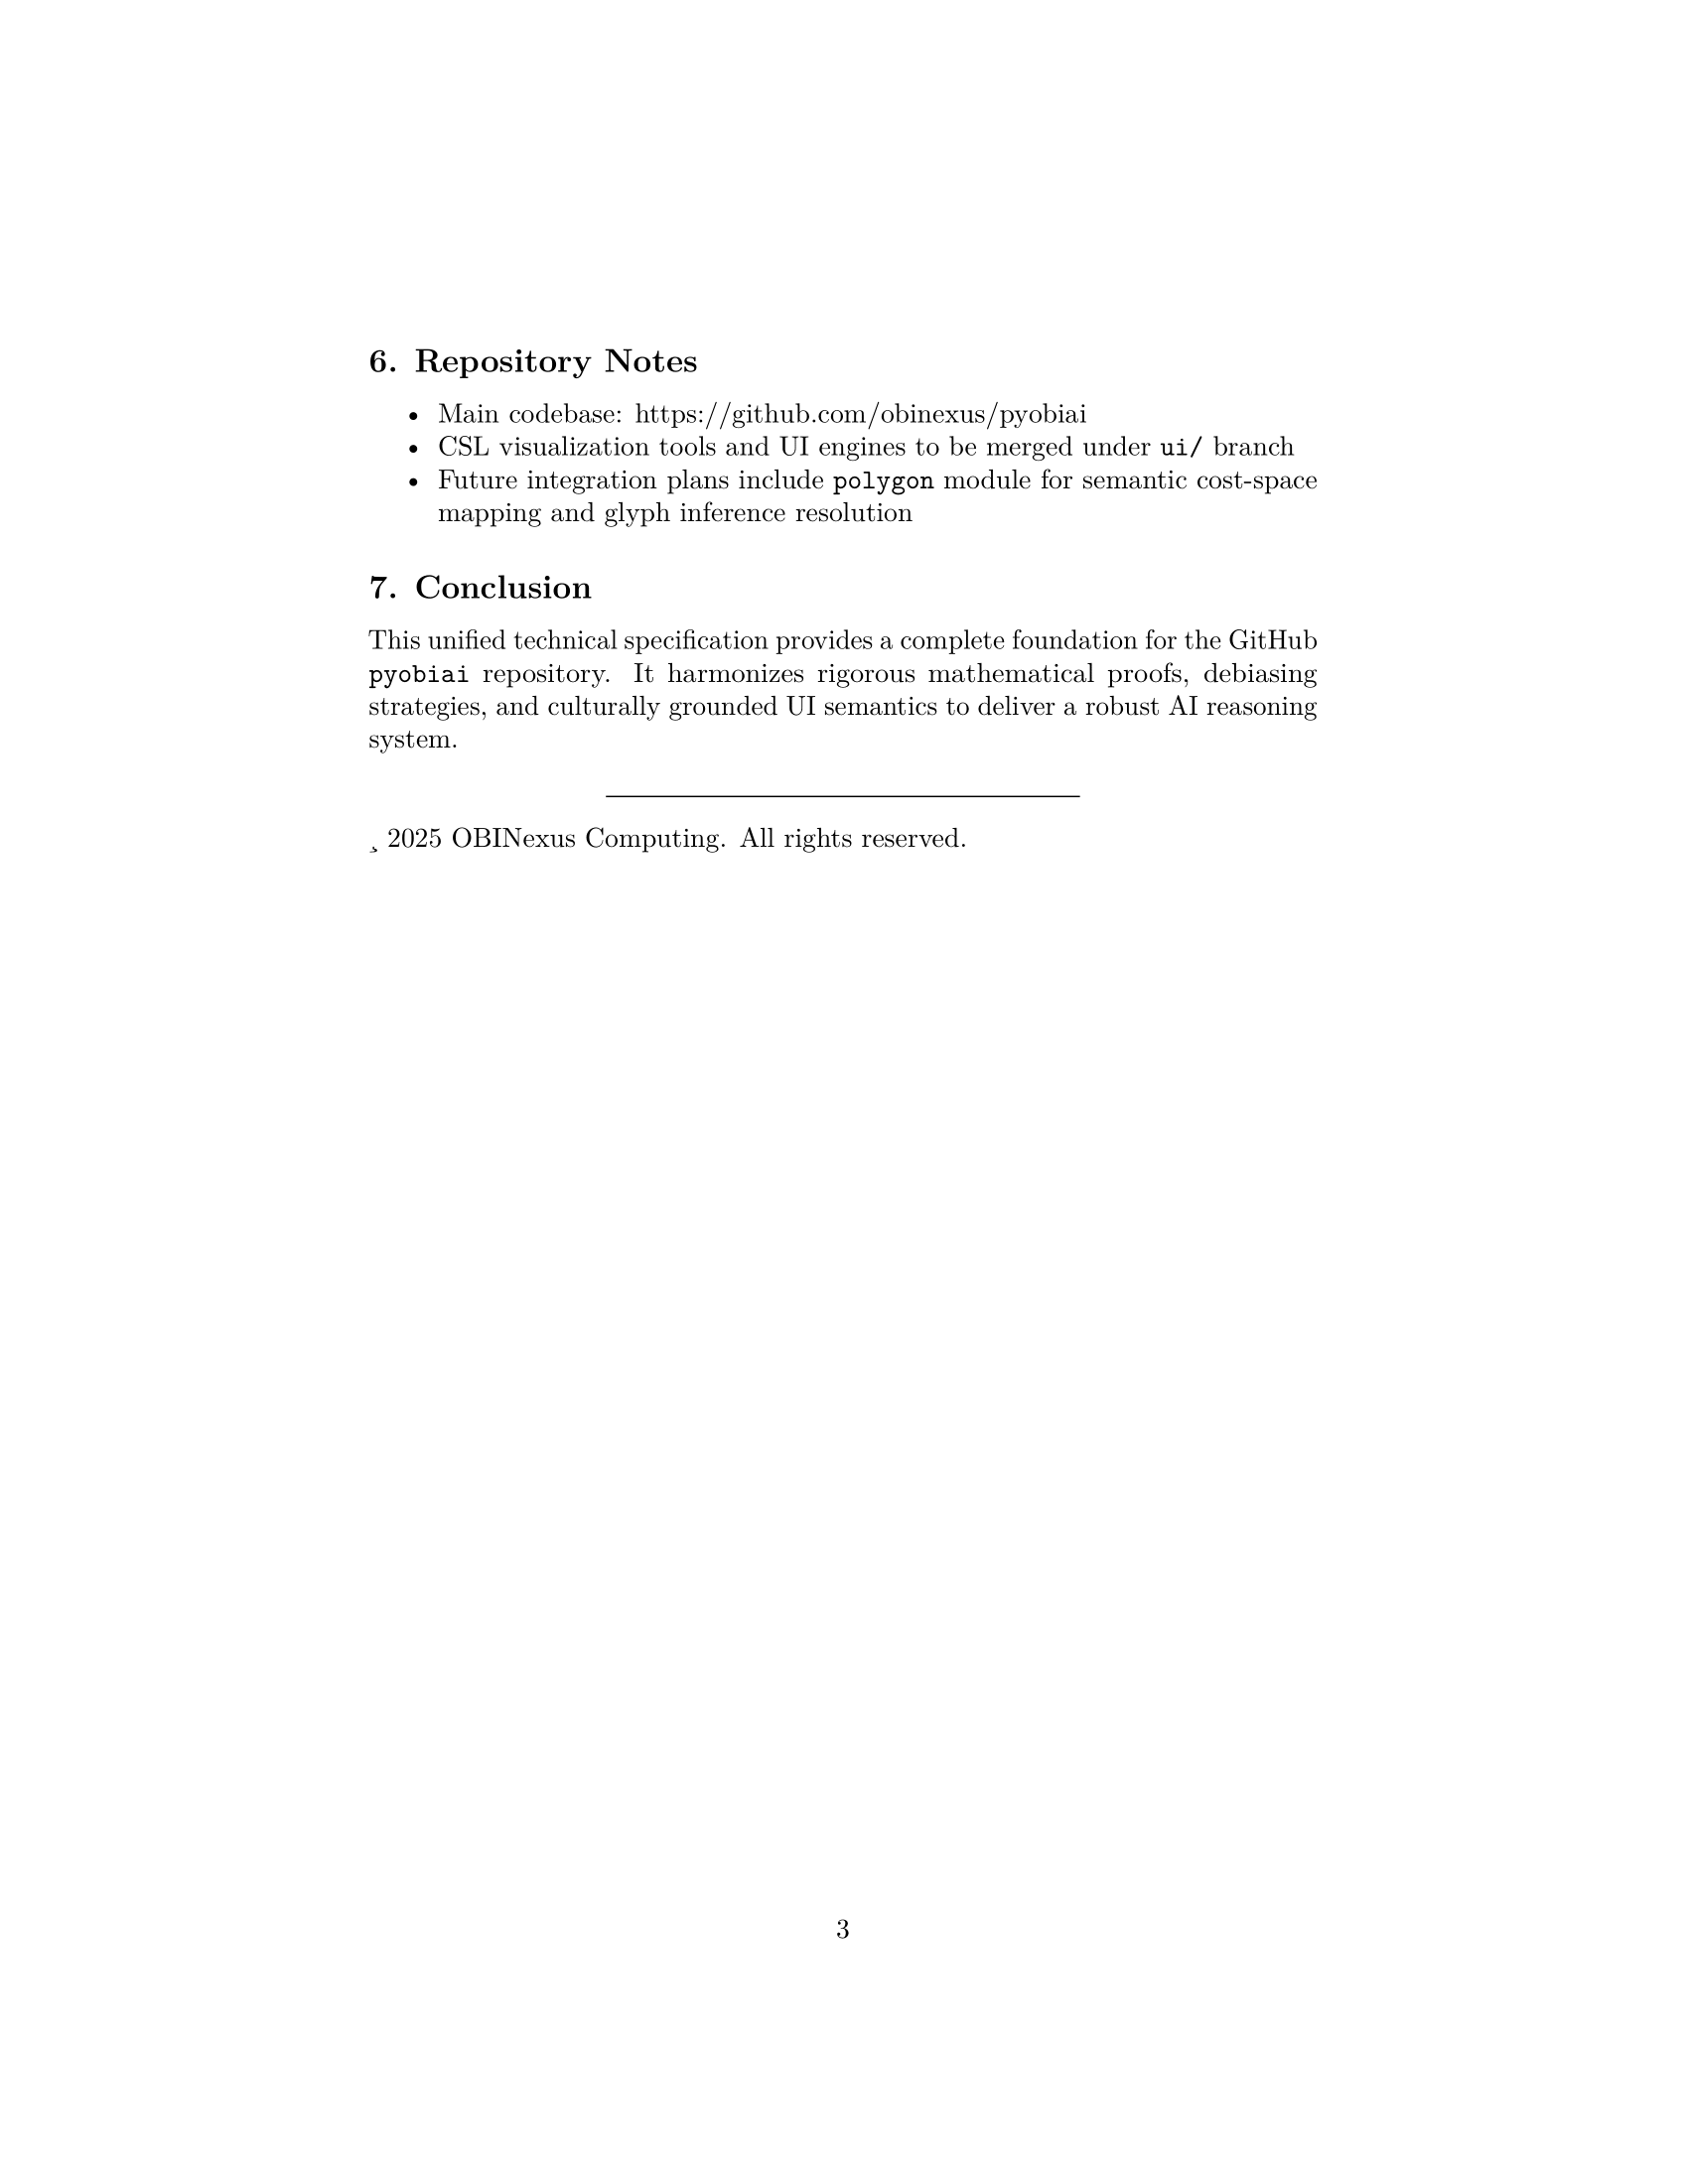 6. Repository Notes
• Main codebase: https://github.com/obinexus/pyobiai
• CSL visualization tools and UI engines to be merged under ui/ branch
• Future integration plans include polygon module for semantic cost-space
mapping and glyph inference resolution
7. Conclusion
This unified technical specification provides a complete foundation for the GitHub
pyobiai repository. It harmonizes rigorous mathematical proofs, debiasing
strategies, and culturally grounded UI semantics to deliver a robust AI reasoning
system.
¸ 2025 OBINexus Computing. All rights reserved.
3